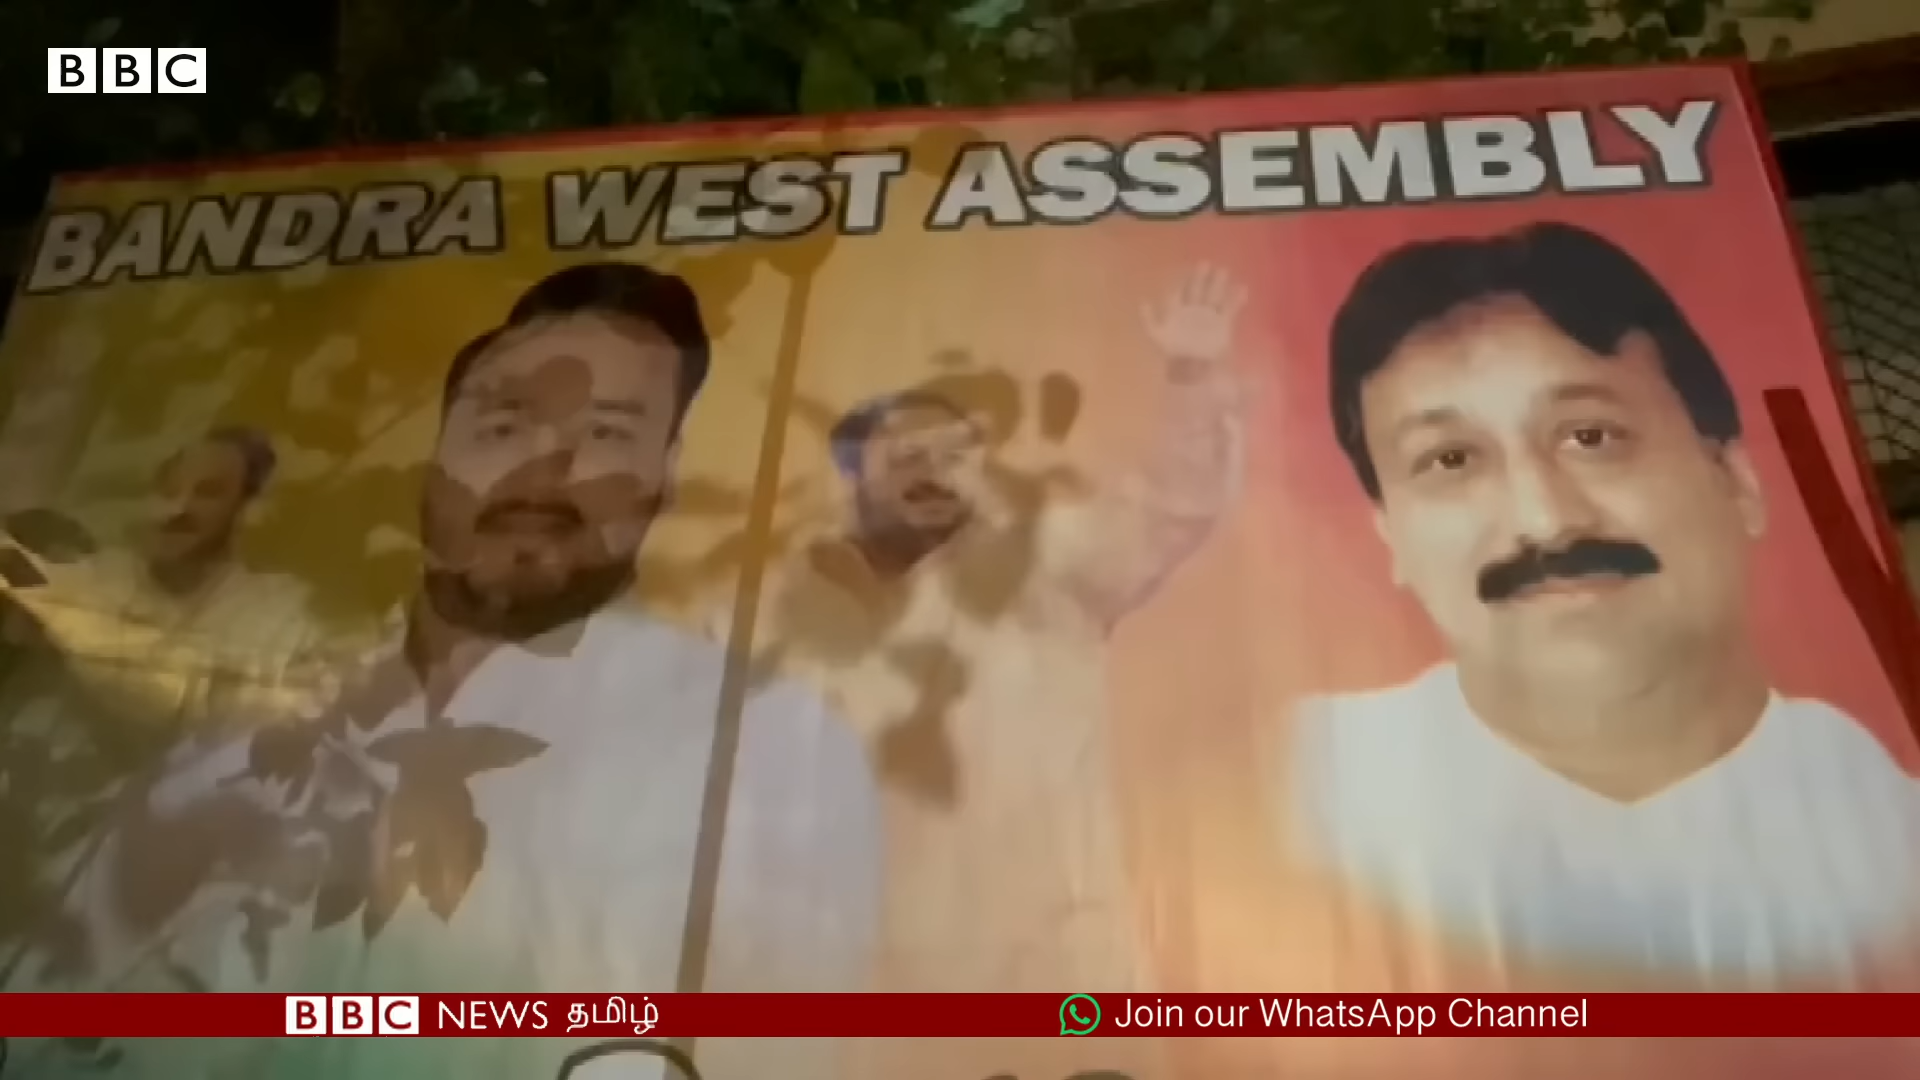 BBC
BANDRA WEST ASSEMBLY
BBC NEWS தமிழ்
Join our WhatsApp Channel